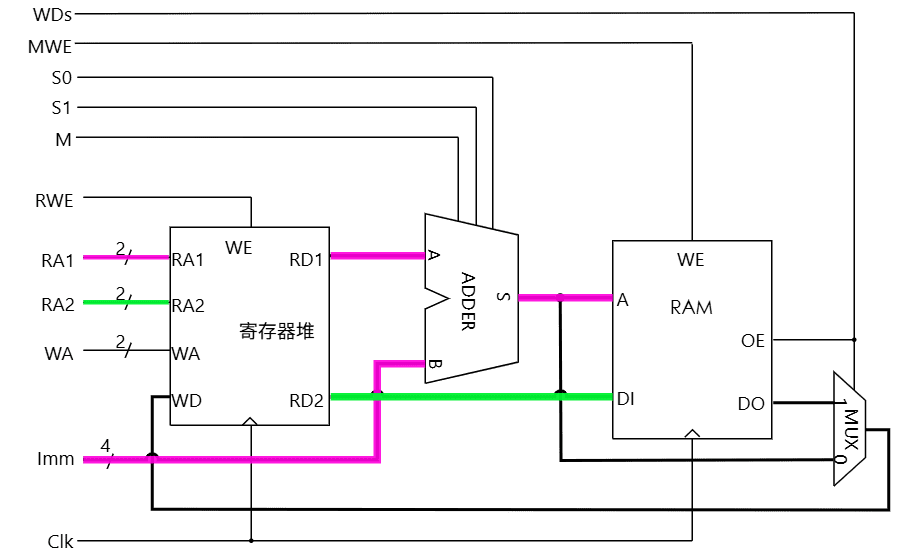 WDs
MWE
S0
S1
M
RWE
WE
RA1
2
RA1
RD1
RA2
2
RA2
寄存器堆
WA
2
WA
WD
RD2
Imm
4
Clk
A
ADDER
S
B
WE
A
RAM
OE
DI
DO
1
MUX
0